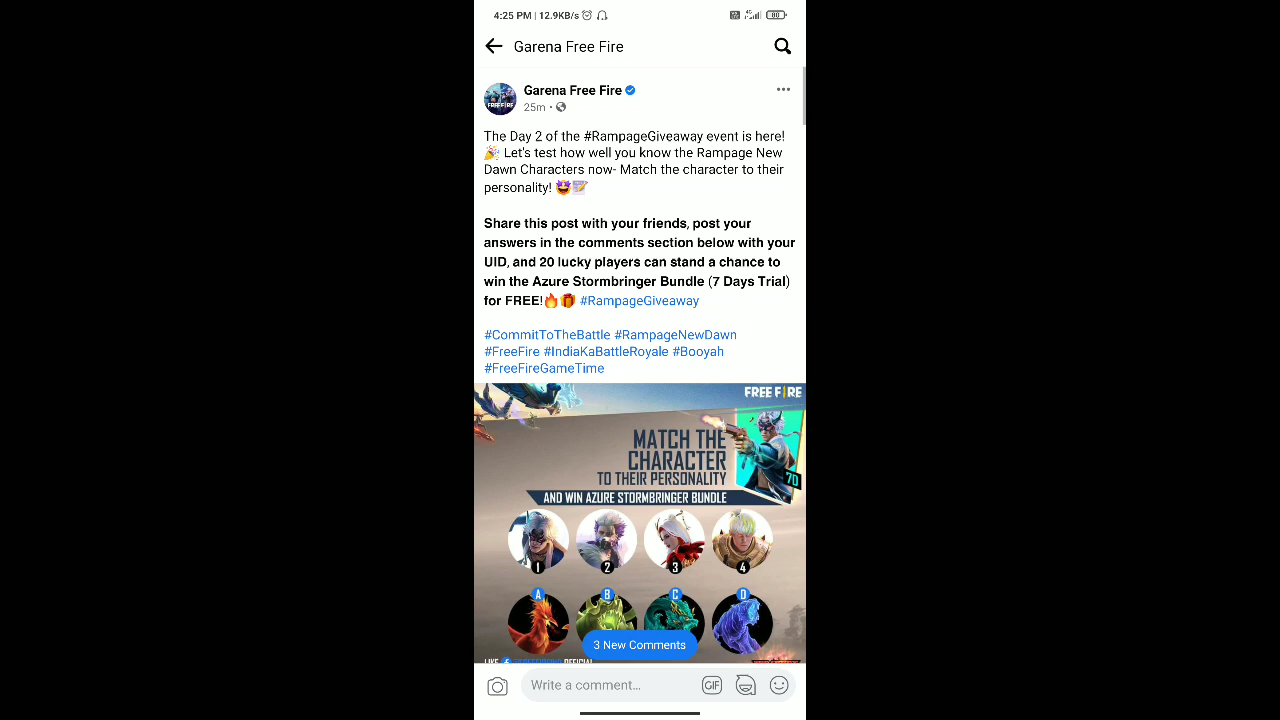 4:25 PM | 12.9KB/s
4G
80
Garena Free Fire
Garena Free Fire
25m
The Day 2 of the #RampageGiveaway event is here!
🎉 Let's test how well you know the Rampage New
Dawn Characters now- Match the character to their
personality! 🤩📝
Share this post with your friends, post your
answers in the comments section below with your
UID, and 20 lucky players can stand a chance to
win the Azure Stormbringer Bundle (7 Days Trial)
for FREE!🔥🎁 #RampageGiveaway
#CommitToTheBattle #RampageNewDawn
#FreeFire #IndiaKaBattleRoyale #Booyah
#FreeFireGameTime
FREE FIRE
MATCH THE
CHARACTER
TO THEIR PERSONALITY
7D
AND WIN AZURE STORMBRINGER BUNDLE
1 2 3 4
A B C D
3 New Comments
Write a comment...
GIF